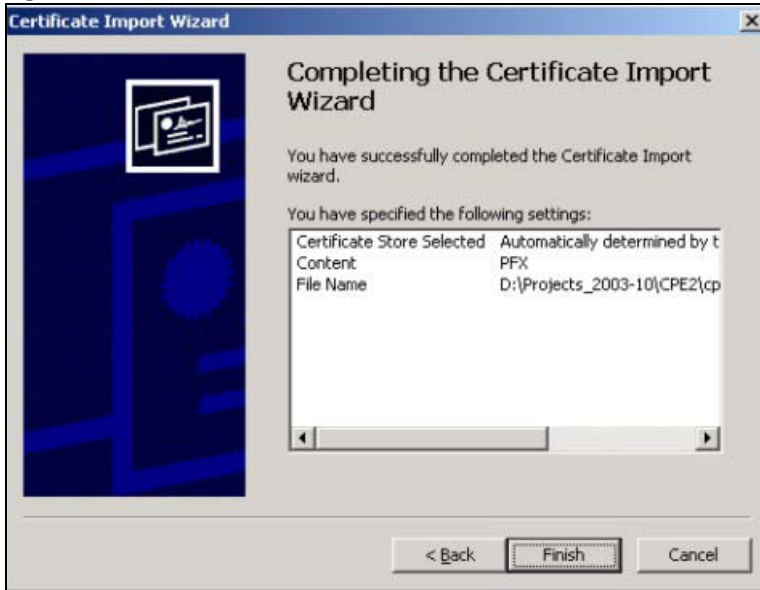 Certificate Import Wizard
Completing the Certificate Import
Wizard
You have successfully completed the Certificate Import
wizard.
You have specified the following settings:
Certificate Store Selected Automatically determined by t
Content PFX
File Name D:\Projects_2003-10\CPE2\cp
< Back Finish Cancel